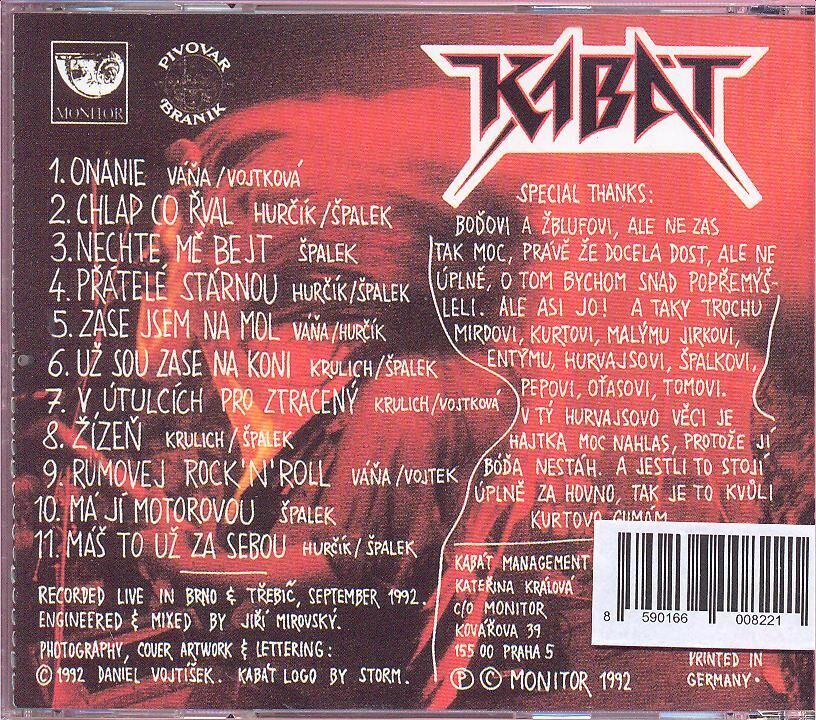 MONITOR
PIVOVAR
BRANIK
KABÁT
1. ONANIE VÁŇA/VOJTKOVÁ
2. CHLAP CO ŘVAL HURČÍK/ŠPALEK
3. NECHTE MĚ BEJT ŠPALEK
4. PŘÁTELÉ STÁRNOU HURČÍK/ŠPALEK
5. ZASE JSEM NA MOL VÁŇA/HURČÍK
6. UŽ SOU ZASE NA KONI KRULICH/ŠPALEK
7. V ÚTULCÍCH PRO ZTRACENÝ KRULICH/VOJTKOVÁ
8. ŽÍZEŇ KRULICH/ŠPALEK
9. RUMOVEJ ROCK'N'ROLL VÁŇA/VOJTEK
10. MÁ JÍ MOTOROVOU ŠPALEK
11. MÁŠ TO UŽ ZA SEBOU HURČÍK/ŠPALEK
RECORDED LIVE IN BRNO & TŘEBÍČ, SEPTEMBER 1992.
ENGINEERED & MIXED BY JIŘÍ MIROVSKÝ.
PHOTOGRAPHY, COVER ARTWORK & LETTERING:
© 1992 DANIEL VOJTÍŠEK. KABÁT LOGO BY STORM.
SPECIAL THANKS:
BOĎOVI A ŽBLUFOVI, ALE NE ZAS
TAK MOC, PRÁVĚ ŽE DOCELA DOST, ALE NE
ÚPLNĚ, O TOM BYCHOM SNAD POPŘEMÝŠ-
LELI. ALE ASI JO! A TAKY TROCHU
MIRDOVI, KURTOVI, MALÝMU JIRKOVI,
ENTÝMU, HURVAJSOVI, ŠPALKOVI,
PEPOVI, OŤASOVI, TOMOVI.
V TÝ HURVAJSOVO VĚCI JE
HAJTKA MOC NAHLAS, PROTOŽE JÍ
BÓĎA NESTÁH. A JESTLI TO STOJÍ
ÚPLNĚ ZA HOVNO, TAK JE TO KVŮLI
KURTOVO GUMÁM
KABÁT MANAGEMENT
KATEŘINA KRÁLOVÁ
C/O MONITOR
KOVÁŘOVA 39
155 00 PRAHA 5
Ⓟ © MONITOR 1992
8 590166 008221
PRINTED IN
GERMANY.